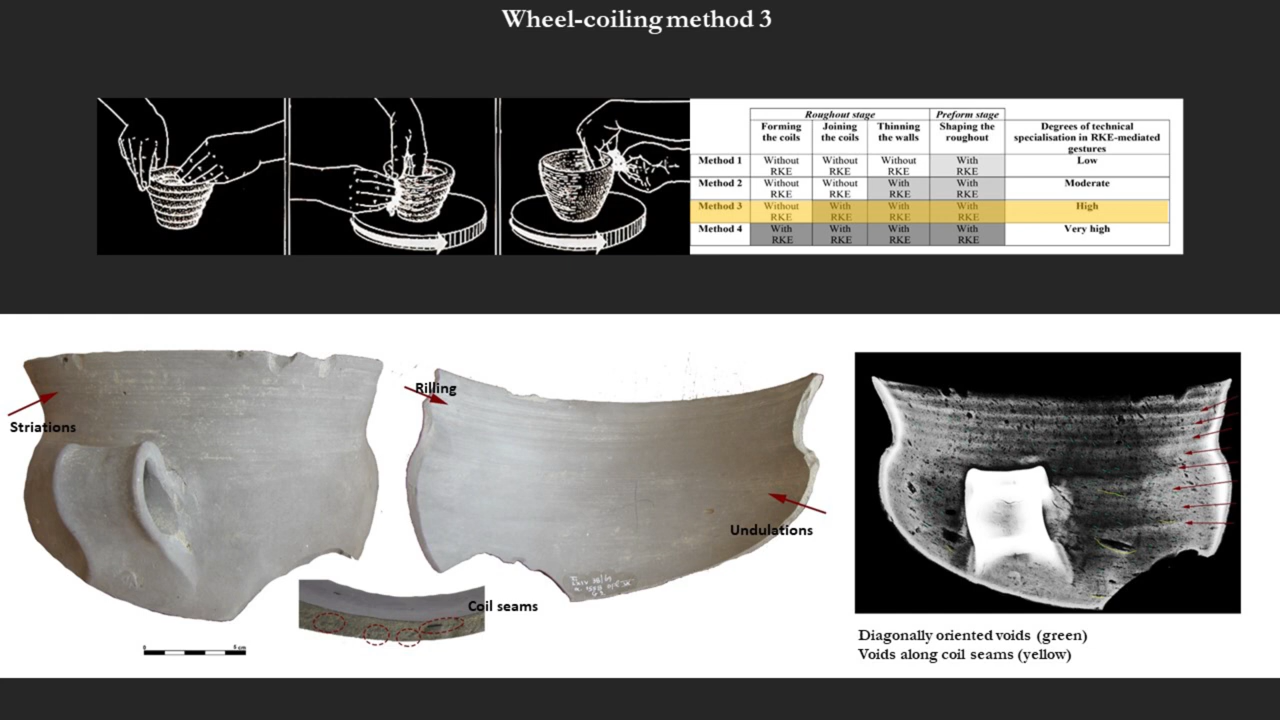 Wheel-coiling method 3
Roughout stage Preform stage
Forming the coils Joining the coils Thinning the walls Shaping the roughout Degrees of technical specialisation in RKE-mediated gestures
Method 1 Without RKE Without RKE Without RKE With RKE Low
Method 2 Without RKE Without RKE With RKE With RKE Moderate
Method 3 Without RKE With RKE With RKE With RKE High
Method 4 With RKE With RKE With RKE With RKE Very high
Rilling
Striations
Undulations
Coil seams
0 6 cm
Diagonally oriented voids (green)
Voids along coil seams (yellow)